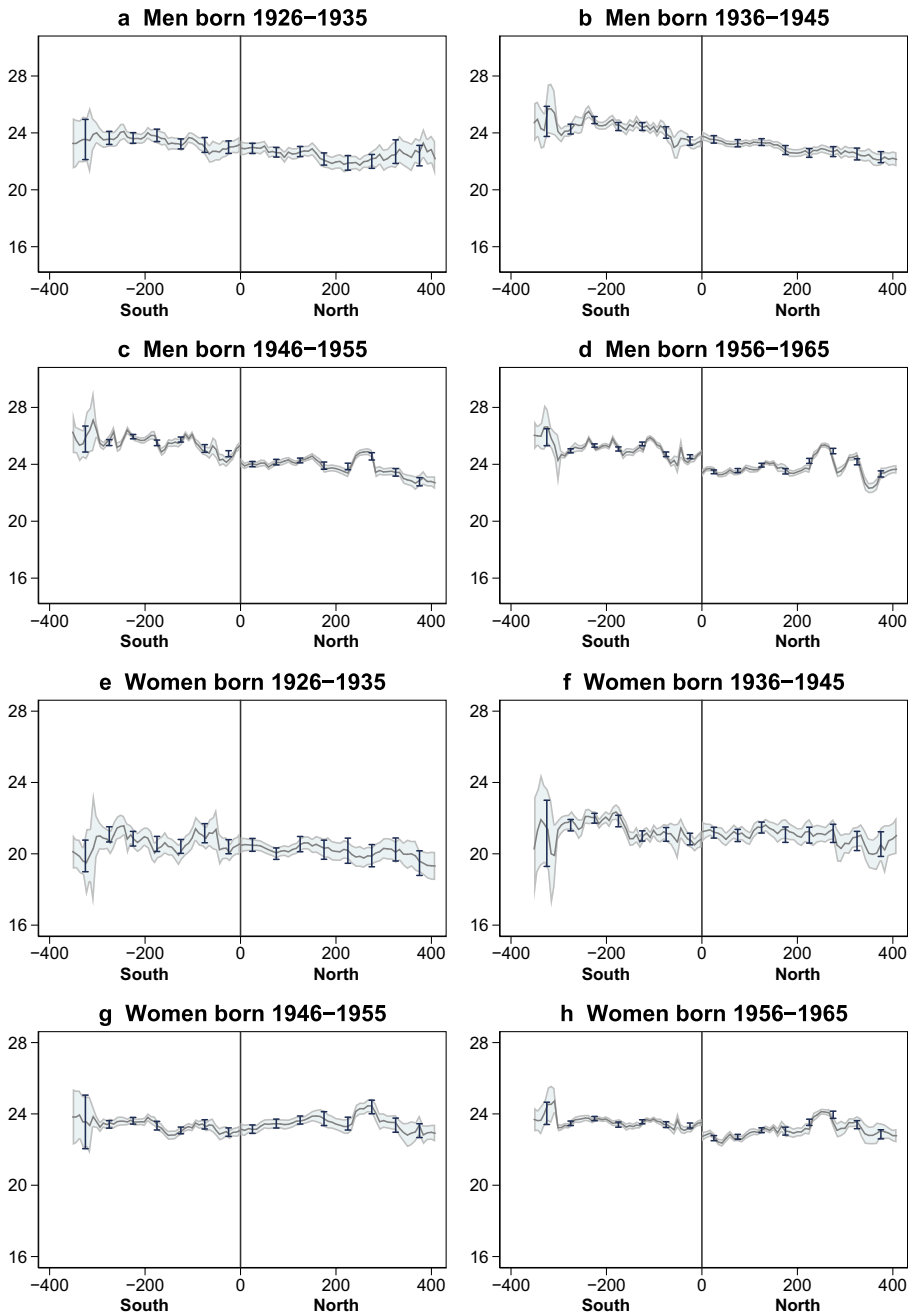 a Men born 1926−1935
b Men born 1936−1945
28
24
20
16
−400 −200 0 200 400
South North
28
24
20
16
−400 −200 0 200 400
South North
c Men born 1946−1955
d Men born 1956−1965
28
24
20
16
−400 −200 0 200 400
South North
28
24
20
16
−400 −200 0 200 400
South North
e Women born 1926−1935
f Women born 1936−1945
28
24
20
16
−400 −200 0 200 400
South North
28
24
20
16
−400 −200 0 200 400
South North
g Women born 1946−1955
h Women born 1956−1965
28
24
20
16
−400 −200 0 200 400
South North
28
24
20
16
−400 −200 0 200 400
South North